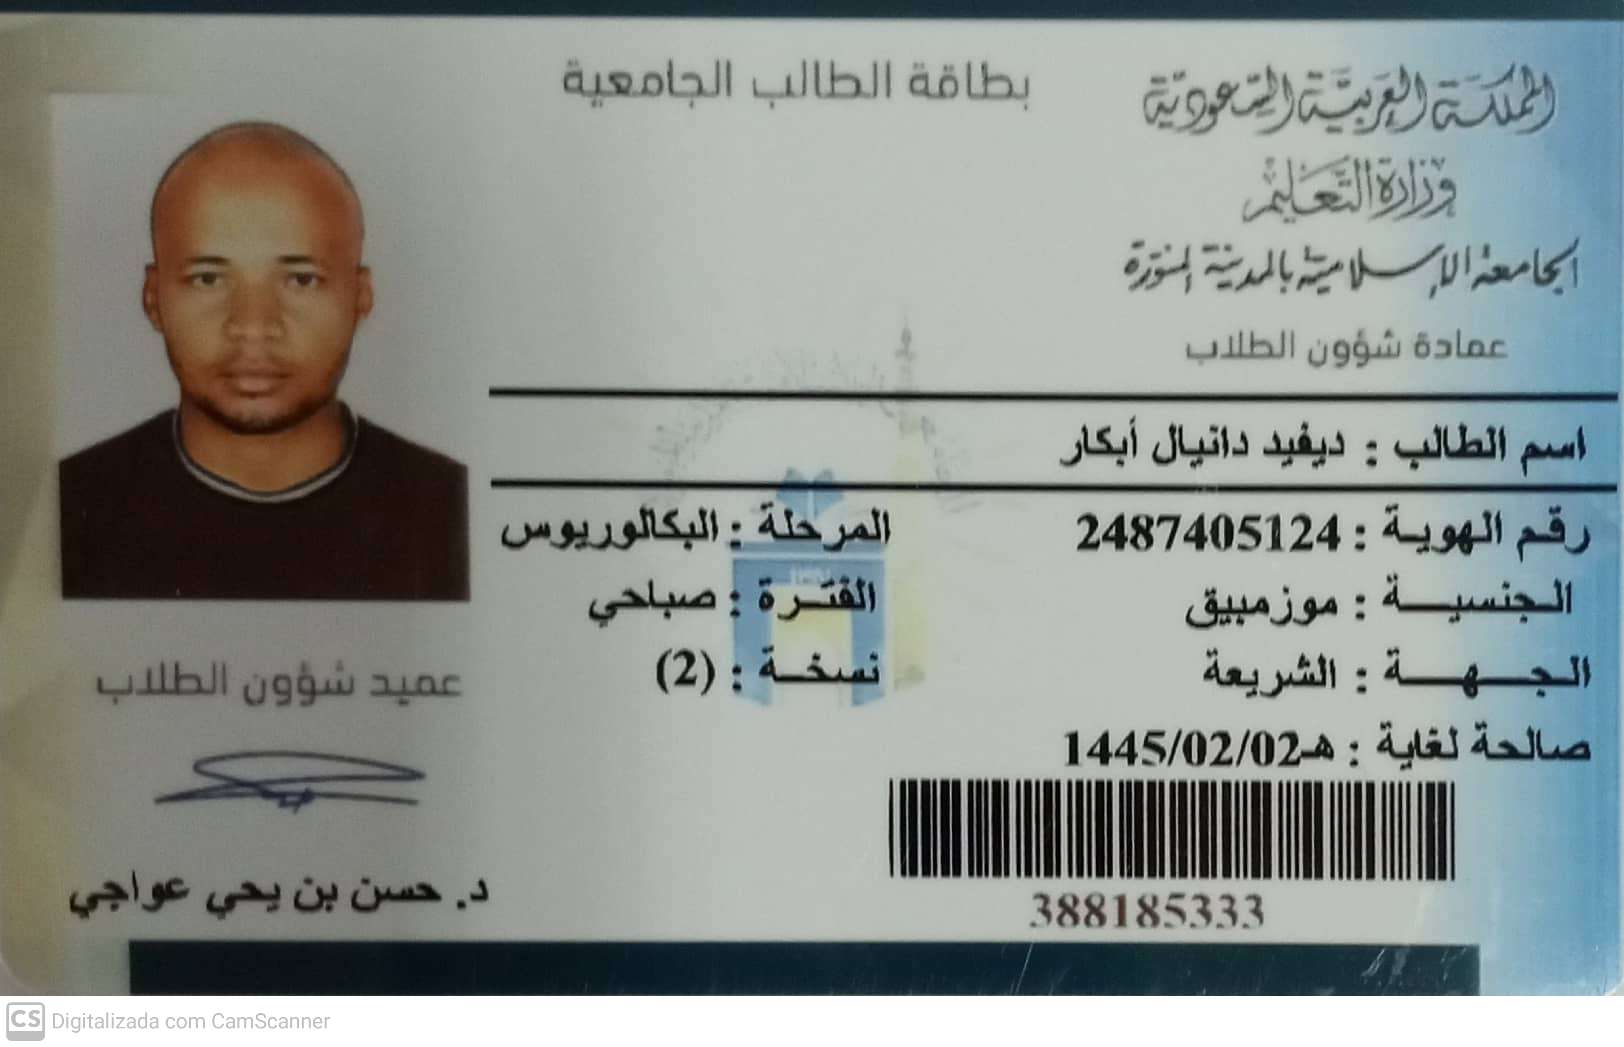 المملكة العربية السعودية
وزارة التعليم
الجامعة الإسلامية بالمدينة المنورة
عمادة شؤون الطلاب
بطاقة الطالب الجامعية
اسم الطالب : ديفيد دانيال أبكار
رقم الهوية : 2487405124 المرحلة : البكالوريوس
الجنسية : موزمبيق الفترة : صباحي
الجهة : الشريعة نسخة : (2)
صالحة لغاية : 1445/02/02هـ
388185333
عميد شؤون الطلاب
د. حسن بن يحي عواجي
CS Digitalizada com CamScanner